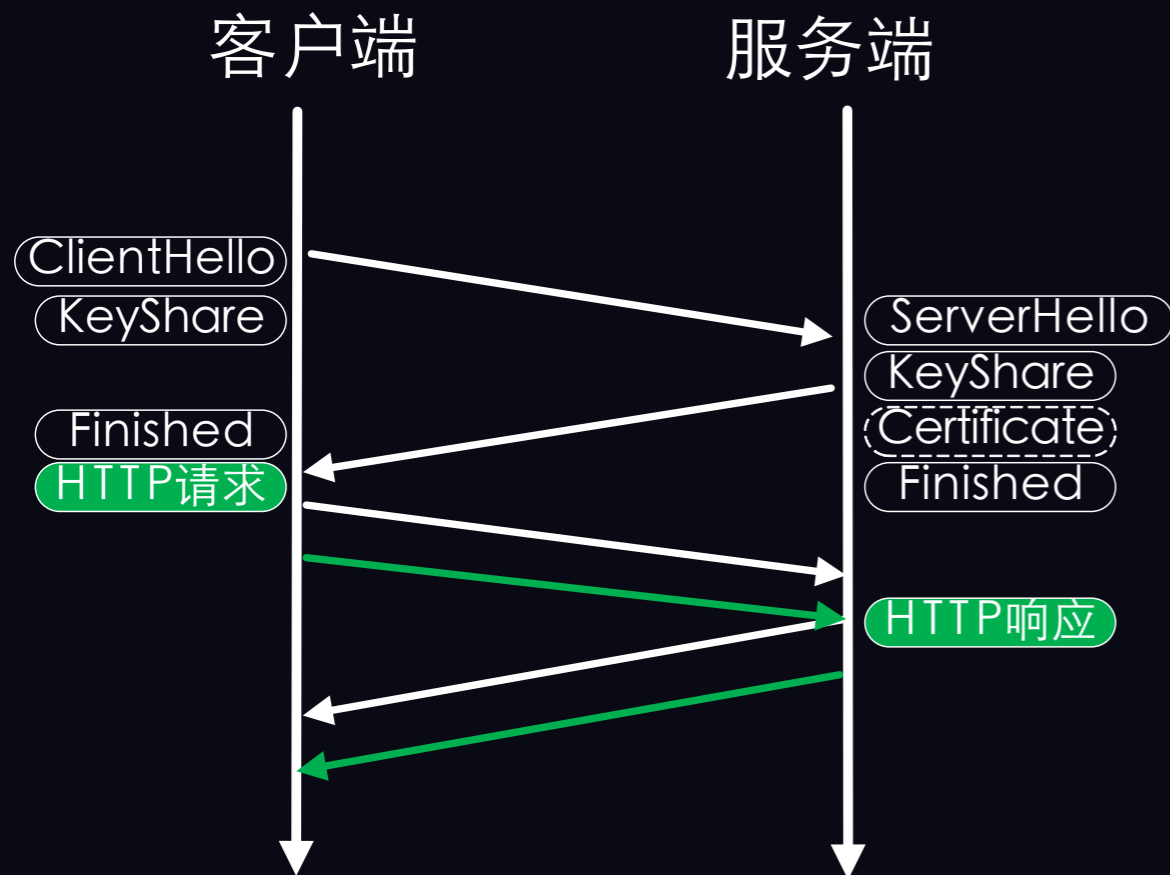 客户端
服务端
ClientHello
KeyShare
ServerHello
KeyShare
Finished
Certificate
HTTP请求
Finished
HTTP响应